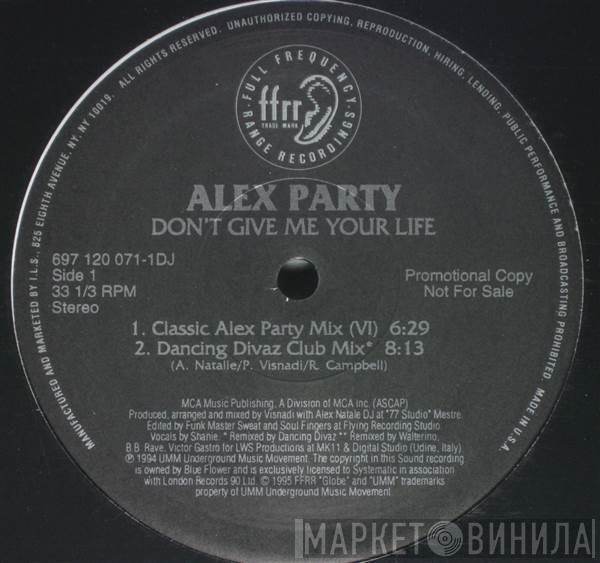 MANUFACTURED AND MARKETED BY I.L.S., 825 EIGHTH AVENUE, NY, NY 10019. ALL RIGHTS RESERVED. UNAUTHORIZED COPYING, REPRODUCTION, HIRING, LENDING, PUBLIC PERFORMANCE AND BROADCASTING PROHIBITED. MADE IN U.S.A.
FULL FREQUENCY
ffrr
TRADE MARK
RANGE RECORDINGS
ALEX PARTY
DON'T GIVE ME YOUR LIFE
697 120 071-1DJ
Side 1
33 1/3 RPM
Stereo
Promotional Copy
Not For Sale
1. Classic Alex Party Mix (VI) 6:29
2. Dancing Divaz Club Mix* 8:13
(A. Natalie/P. Visnadi/R. Campbell)
MCA Music Publishing, A Division of MCA Inc. (ASCAP)
Produced, arranged and mixed by Visnadi with Alex Natale DJ at "77 Studio" Mestre.
Edited by Funk Master Sweat and Soul Fingers at Flying Recording Studio.
Vocals by Shanie. * Remixed by Dancing Divaz ** Remixed by Walterino,
B.B. Rave, Victor Gastro for LWS Productions at MK11 & Digital Studio (Udine, Italy)
℗ 1994 UMM Underground Music Movement. The copyright in this Sound recording
is owned by Blue Flower and is exclusively licensed to Systematic in association
with London Records 90 Ltd. © 1995 FFRR "Globe" and "UMM" trademarks
property of UMM Underground Music Movement.
МАРКЕТ ВИНИЛА